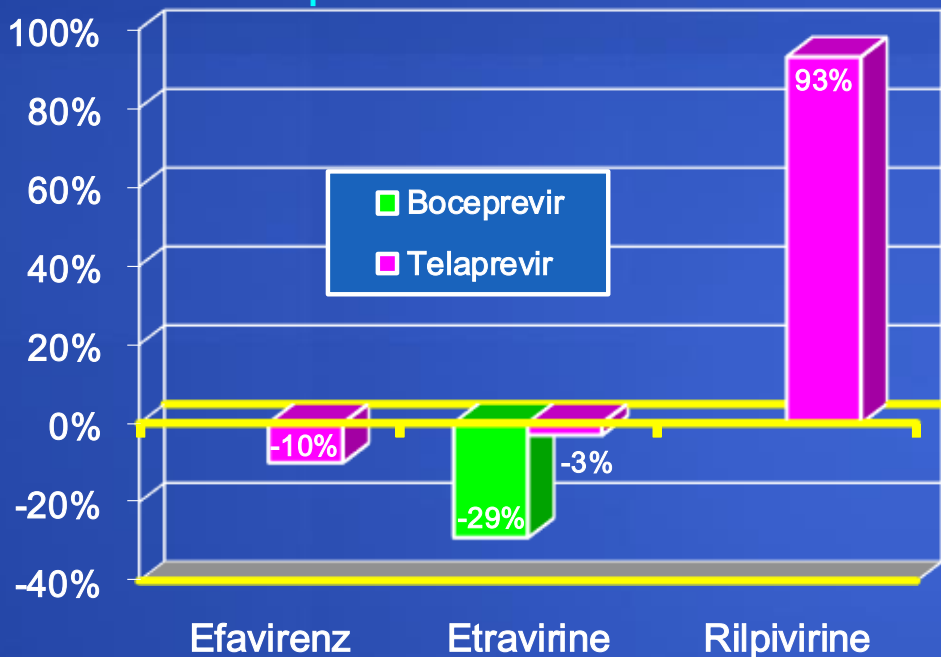 100%
80%
60%
40%
20%
0%
-20%
-40%
93%
Boceprevir
Telaprevir
-10%
-29%
-3%
Efavirenz
Etravirine
Rilpivirine